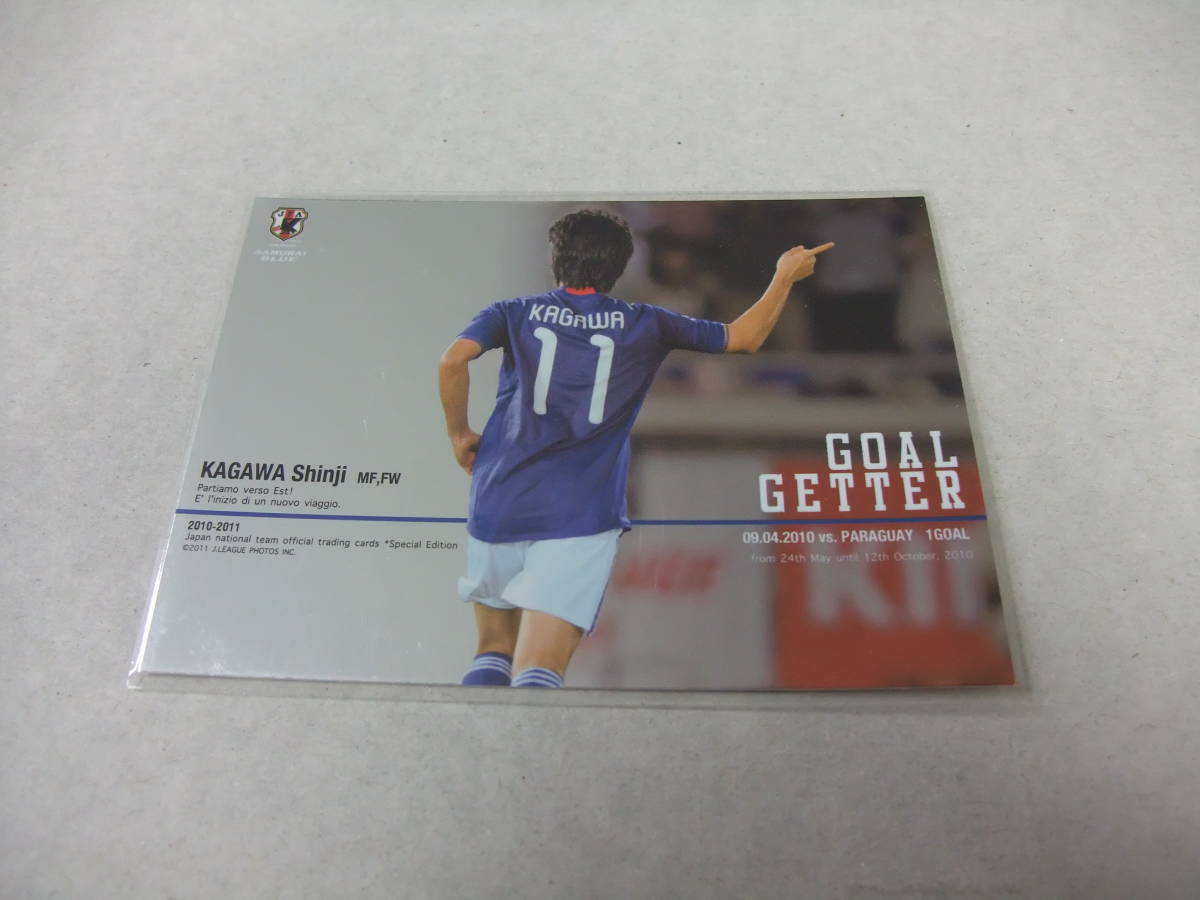 JFA
SAMURAI
BLUE
KAGAWA
11
GOAL
GETTER
KAGAWA Shinji MF,FW
Partiamo verso Est!
E' l'inizio di un nuovo viaggio.
2010-2011
Japan national team official trading cards *Special Edition
©2011 J.LEAGUE PHOTOS INC.
09.04.2010 vs. PARAGUAY 1GOAL
from 24th May until 12th October, 2010